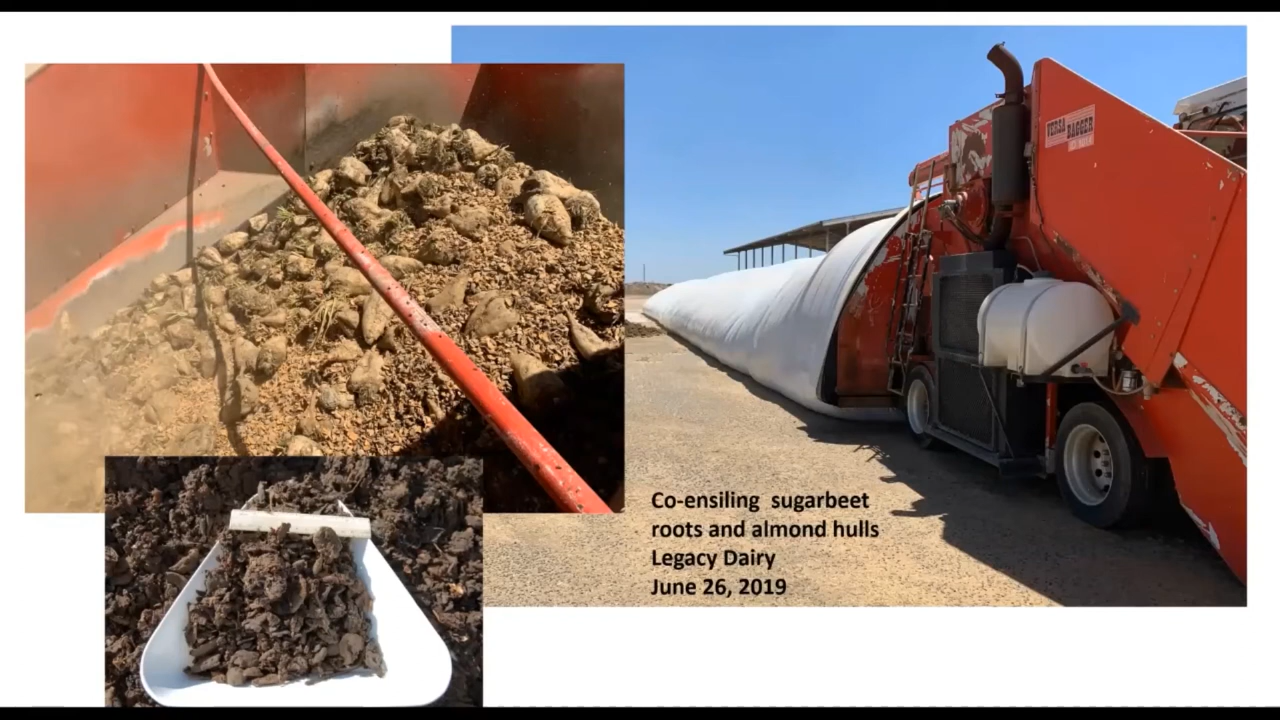 VERSA
BAGGER
Co-ensiling sugarbeet
roots and almond hulls
Legacy Dairy
June 26, 2019